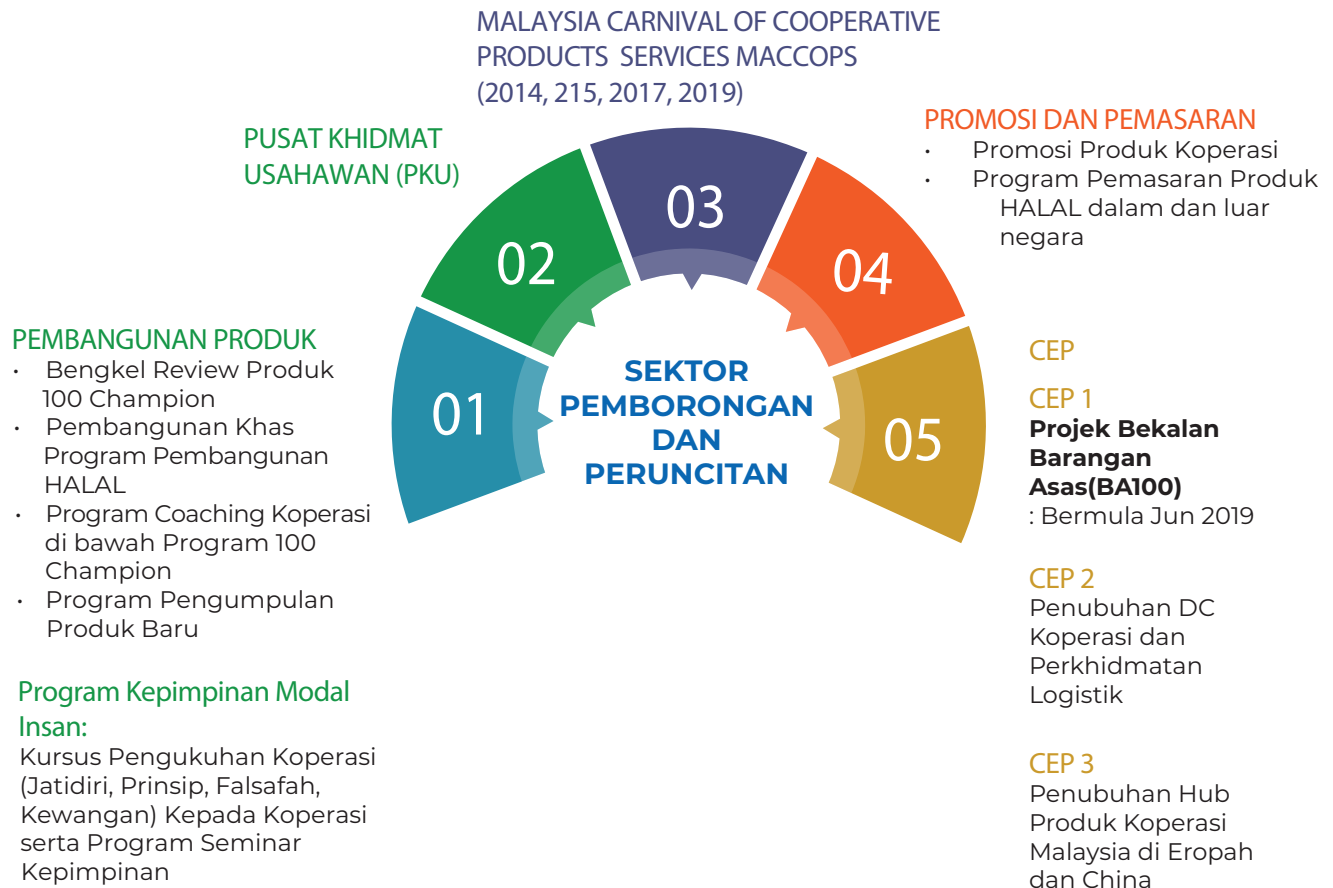 MALAYSIA CARNIVAL OF COOPERATIVE
PRODUCTS SERVICES MACCOPS
(2014, 215, 2017, 2019)
PUSAT KHIDMAT
USAHAWAN (PKU)
PROMOSI DAN PEMASARAN
• Promosi Produk Koperasi
• Program Pemasaran Produk
HALAL dalam dan luar
negara
01
02
03
04
05
SEKTOR
PEMBORONGAN
DAN
PERUNCITAN
PEMBANGUNAN PRODUK
• Bengkel Review Produk
100 Champion
• Pembangunan Khas
Program Pembangunan
HALAL
• Program Coaching Koperasi
di bawah Program 100
Champion
• Program Pengumpulan
Produk Baru
Program Kepimpinan Modal
Insan:
Kursus Pengukuhan Koperasi
(Jatidiri, Prinsip, Falsafah,
Kewangan) Kepada Koperasi
serta Program Seminar
Kepimpinan
CEP
CEP 1
Projek Bekalan
Barangan
Asas(BA100)
: Bermula Jun 2019
CEP 2
Penubuhan DC
Koperasi dan
Perkhidmatan
Logistik
CEP 3
Penubuhan Hub
Produk Koperasi
Malaysia di Eropah
dan China